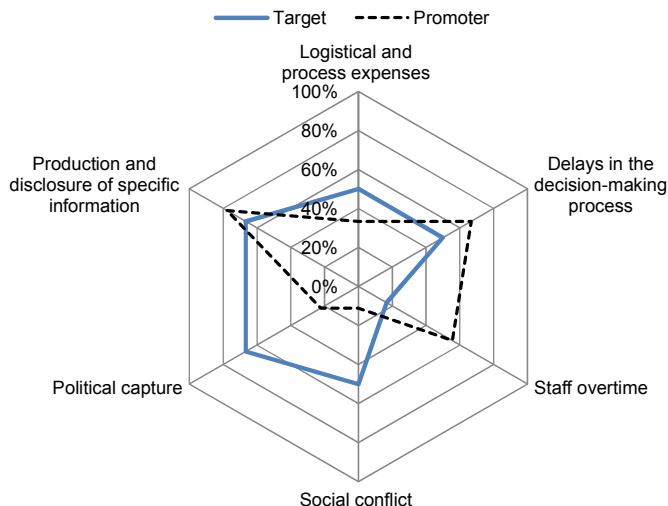 Target
Promoter
Logistical and
process expenses
100%
80%
60%
40%
20%
0%
Delays in the
decision-making
process
Staff overtime
Social conflict
Political capture
Production and
disclosure of specific
information